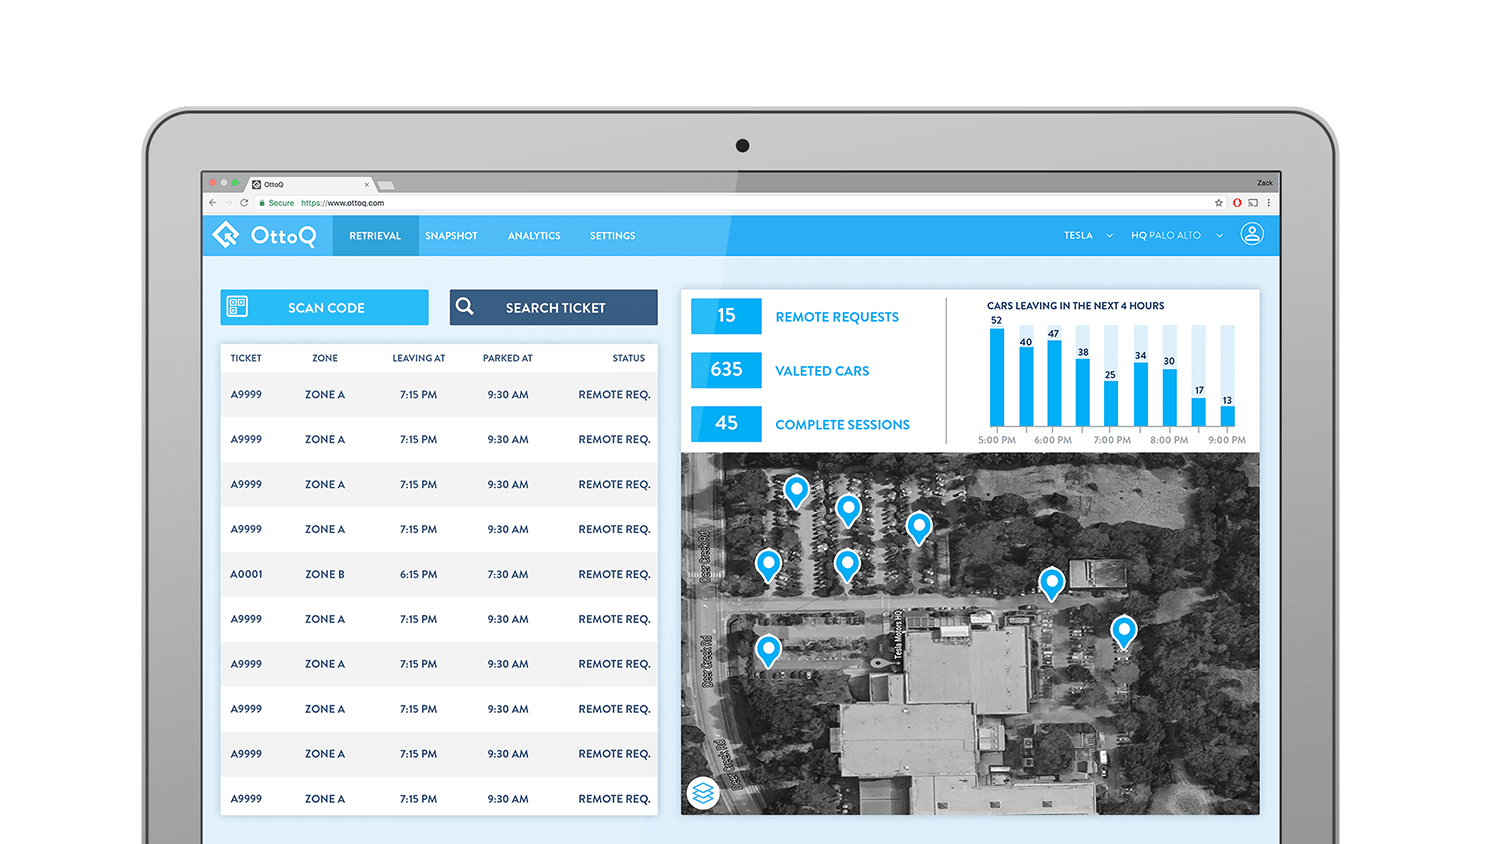 OttoQ
Zack
Secure https://www.ottoq.com
OttoQ RETRIEVAL SNAPSHOT ANALYTICS SETTINGS TESLA HQ PALO ALTO
SCAN CODE SEARCH TICKET
TICKET ZONE LEAVING AT PARKED AT STATUS
A9999 ZONE A 7:15 PM 9:30 AM REMOTE REQ.
A9999 ZONE A 7:15 PM 9:30 AM REMOTE REQ.
A9999 ZONE A 7:15 PM 9:30 AM REMOTE REQ.
A9999 ZONE A 7:15 PM 9:30 AM REMOTE REQ.
A0001 ZONE B 6:15 PM 7:30 AM REMOTE REQ.
A9999 ZONE A 7:15 PM 9:30 AM REMOTE REQ.
A9999 ZONE A 7:15 PM 9:30 AM REMOTE REQ.
A9999 ZONE A 7:15 PM 9:30 AM REMOTE REQ.
A9999 ZONE A 7:15 PM 9:30 AM REMOTE REQ.
A9999 ZONE A 7:15 PM 9:30 AM REMOTE REQ.
15 REMOTE REQUESTS
635 VALETED CARS
45 COMPLETE SESSIONS
CARS LEAVING IN THE NEXT 4 HOURS
52 40 47 38 25 34 30 17 13
5:00 PM 6:00 PM 7:00 PM 8:00 PM 9:00 PM
Deer Creek Rd
Deer Creek Rd
Deer Creek Rd
Tesla Motors HQ